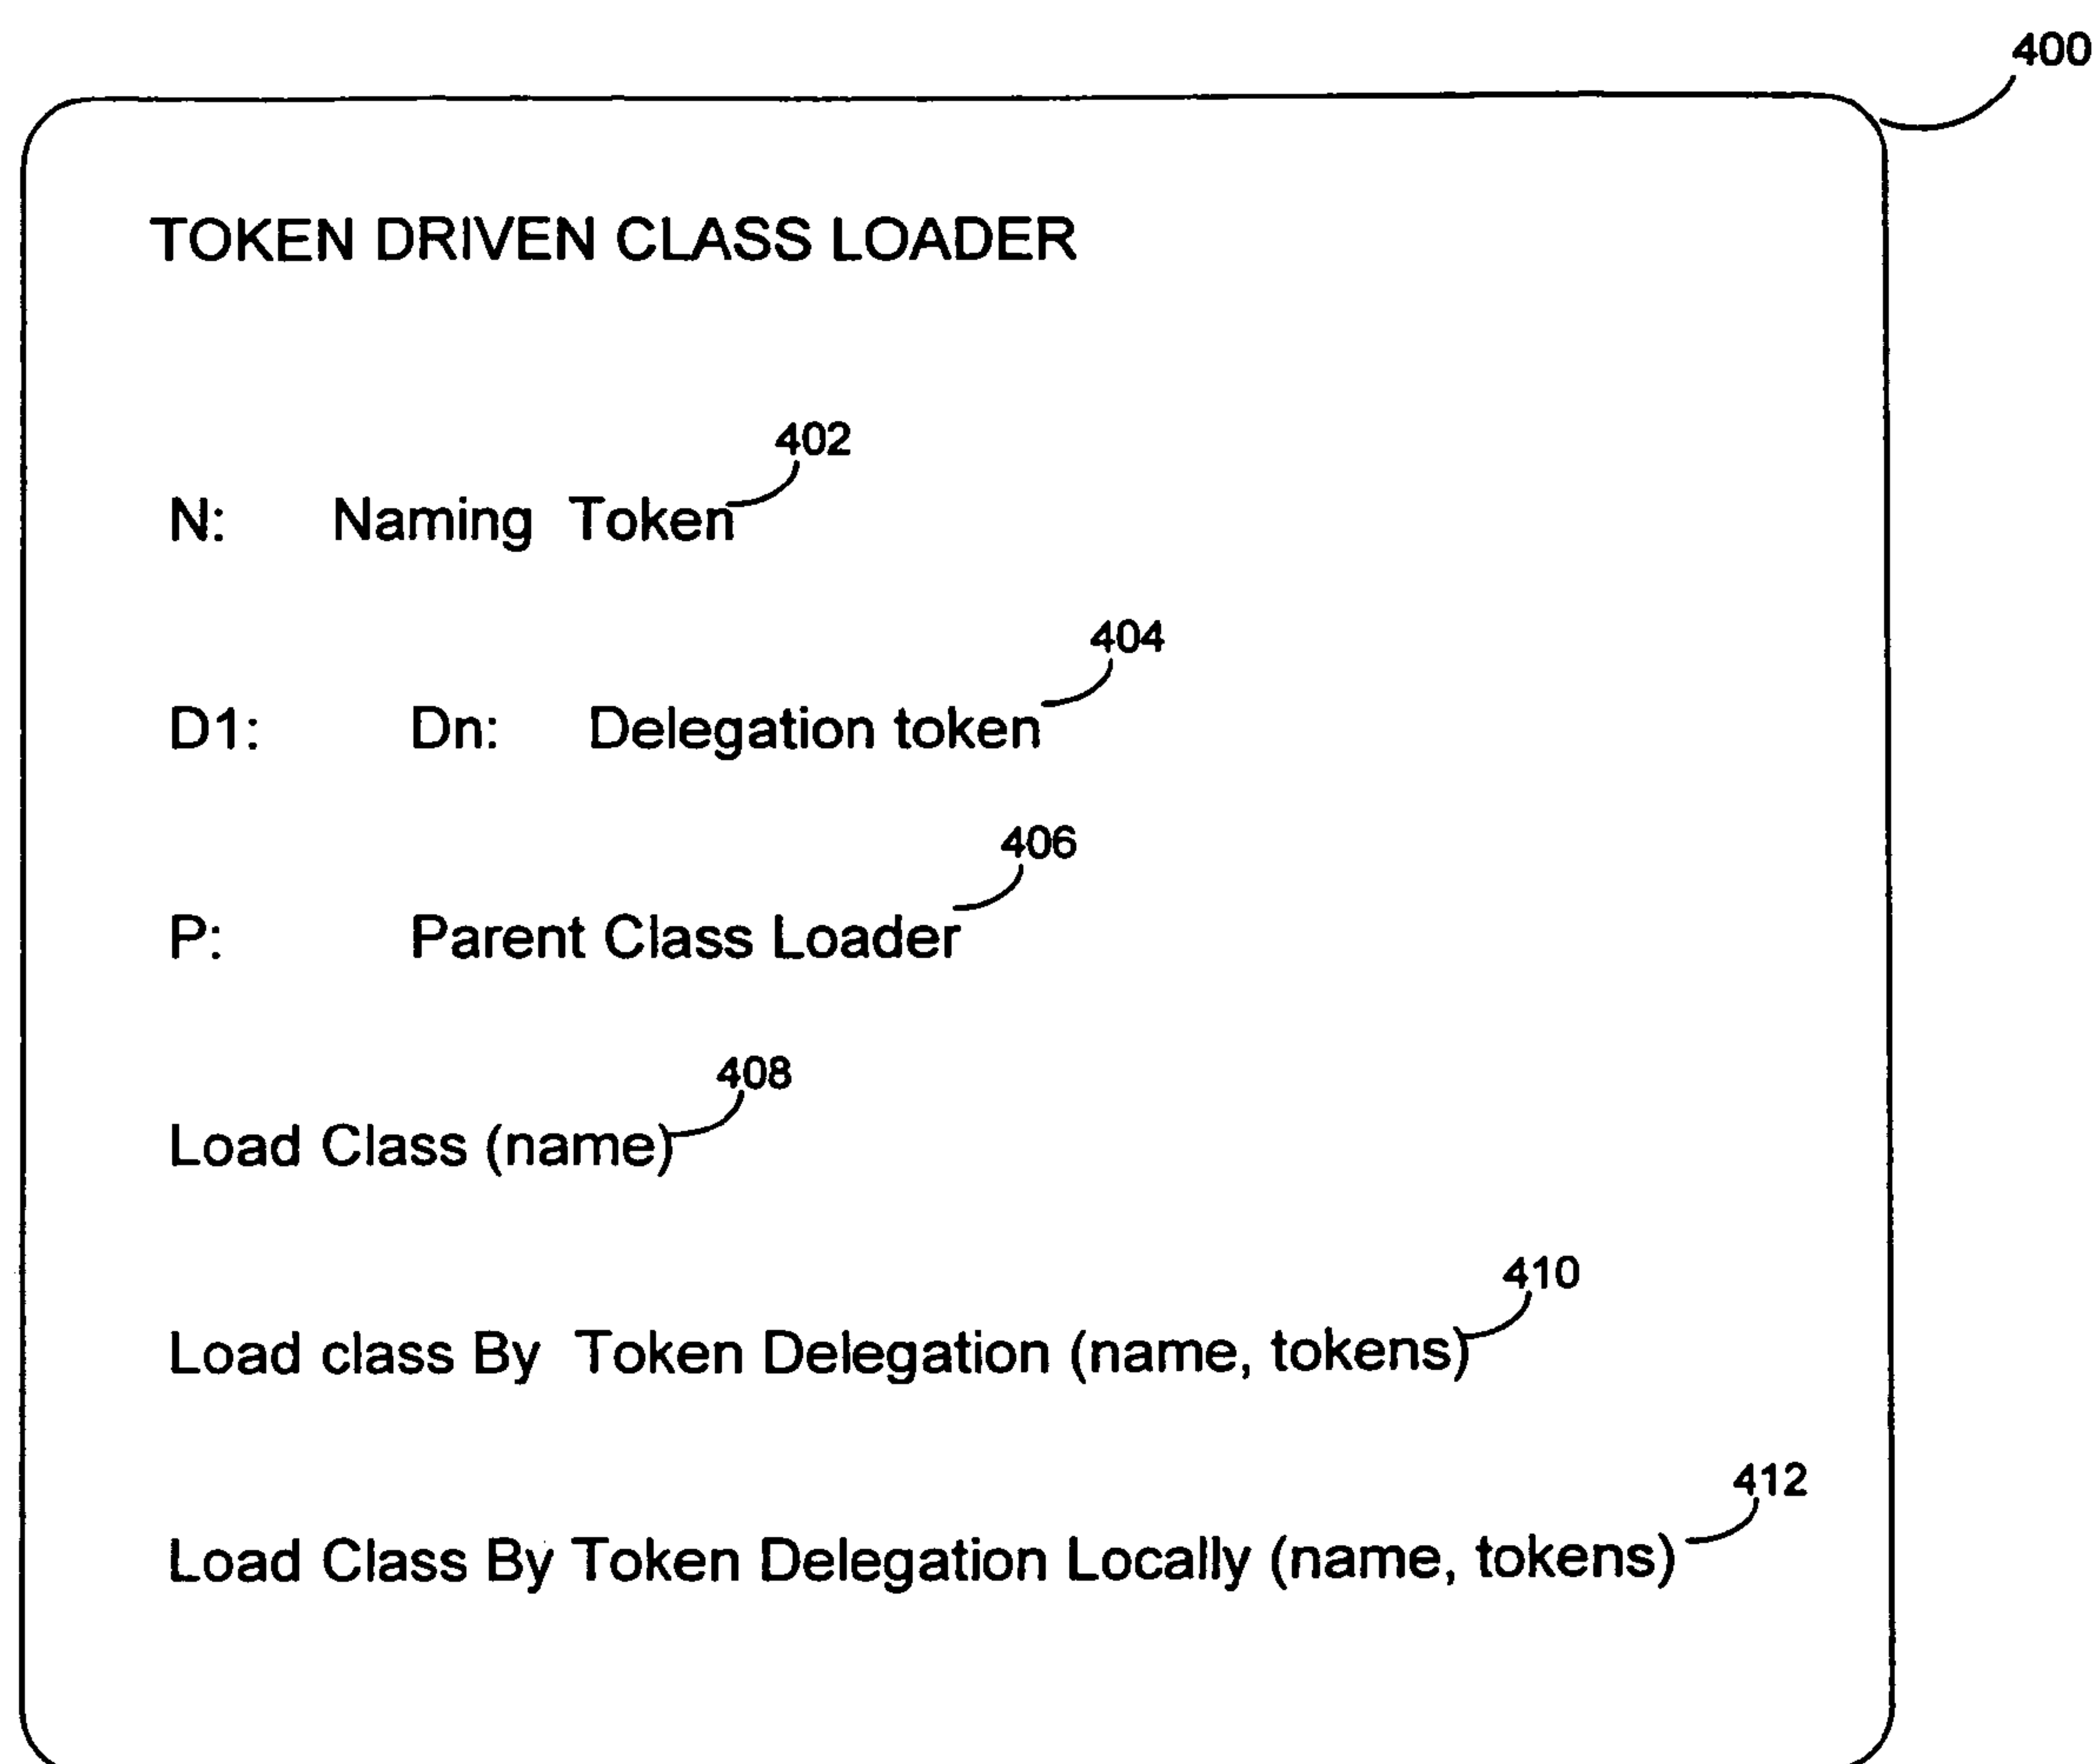 400
TOKEN DRIVEN CLASS LOADER
402
N: Naming Token
404
D1: Dn: Delegation token
406
P: Parent Class Loader
408
Load Class (name)
410
Load class By Token Delegation (name, tokens)
412
Load Class By Token Delegation Locally (name, tokens)